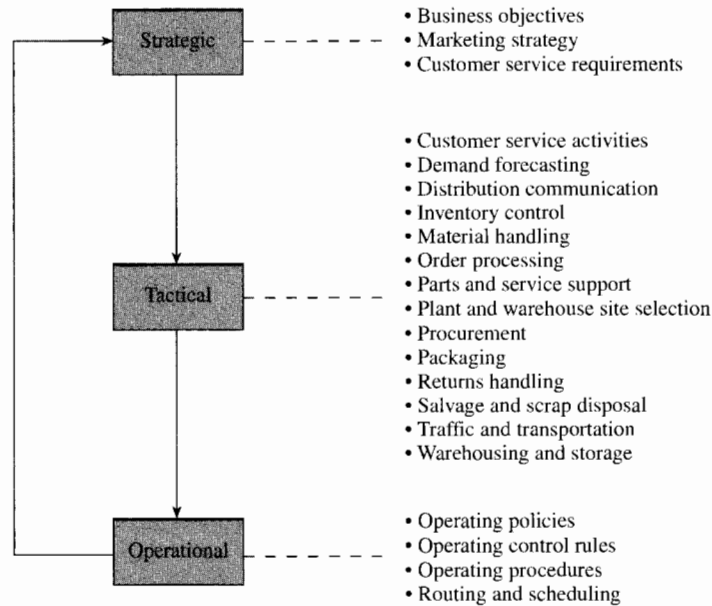 Strategic
• Business objectives
• Marketing strategy
• Customer service requirements
Tactical
• Customer service activities
• Demand forecasting
• Distribution communication
• Inventory control
• Material handling
• Order processing
• Parts and service support
• Plant and warehouse site selection
• Procurement
• Packaging
• Returns handling
• Salvage and scrap disposal
• Traffic and transportation
• Warehousing and storage
Operational
• Operating policies
• Operating control rules
• Operating procedures
• Routing and scheduling